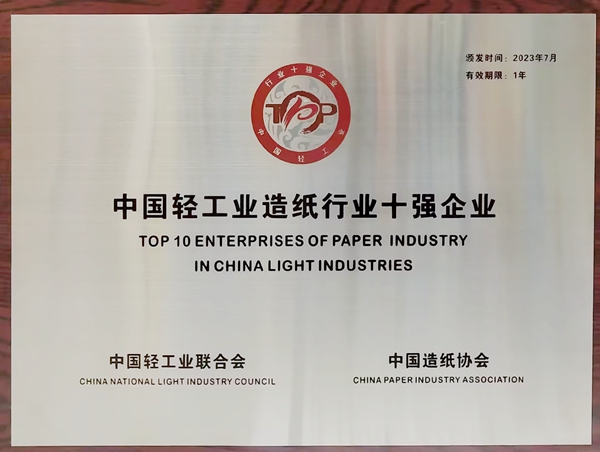 颁发时间：2023年7月
有效期限：1年
行业十强企业
TOP
中国轻工业
中国轻工业造纸行业十强企业
TOP 10 ENTERPRISES OF PAPER INDUSTRY
IN CHINA LIGHT INDUSTRIES
中国轻工业联合会
CHINA NATIONAL LIGHT INDUSTRY COUNCIL
中国造纸协会
CHINA PAPER INDUSTRY ASSOCIATION